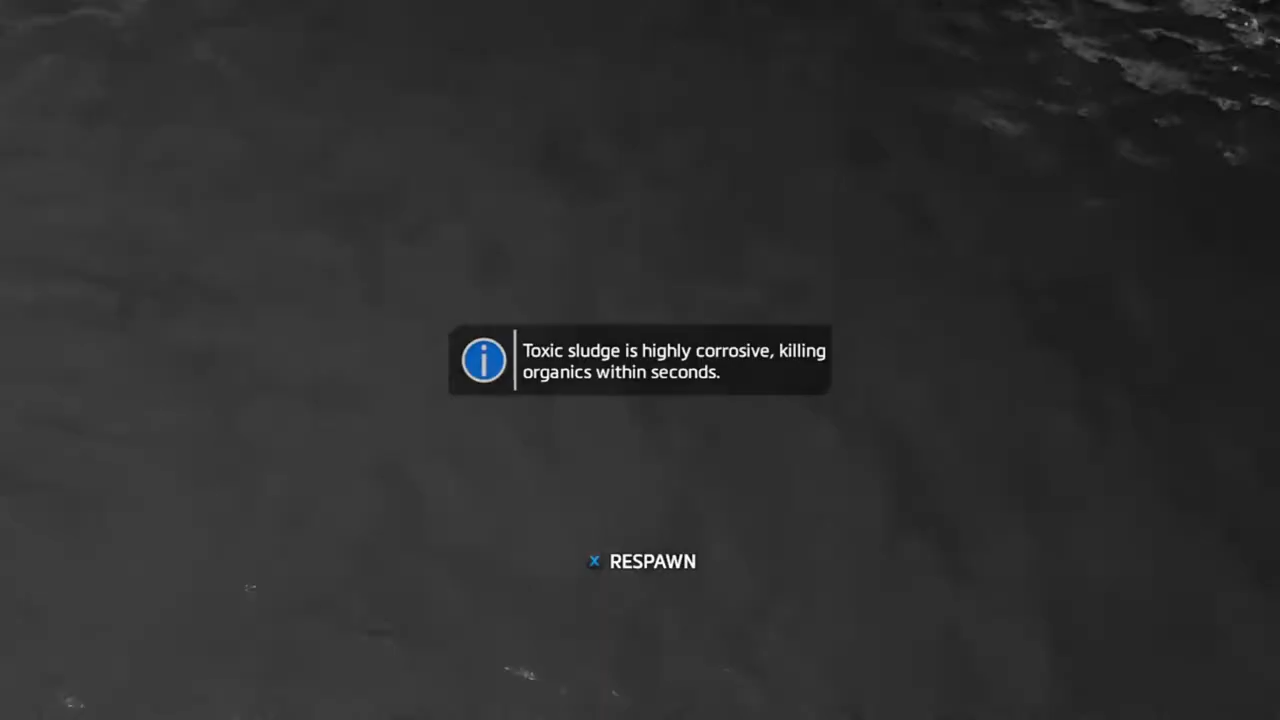 Toxic sludge is highly corrosive, killing
organics within seconds.
X RESPAWN